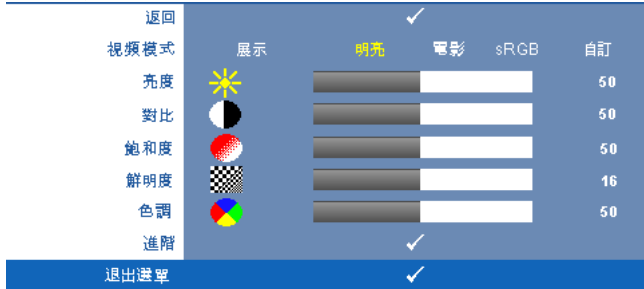 返回
視頻模式 展示 明亮 電影 sRGB 自訂
亮度 50
對比 50
飽和度 50
鮮明度 16
色調 50
進階
退出選單